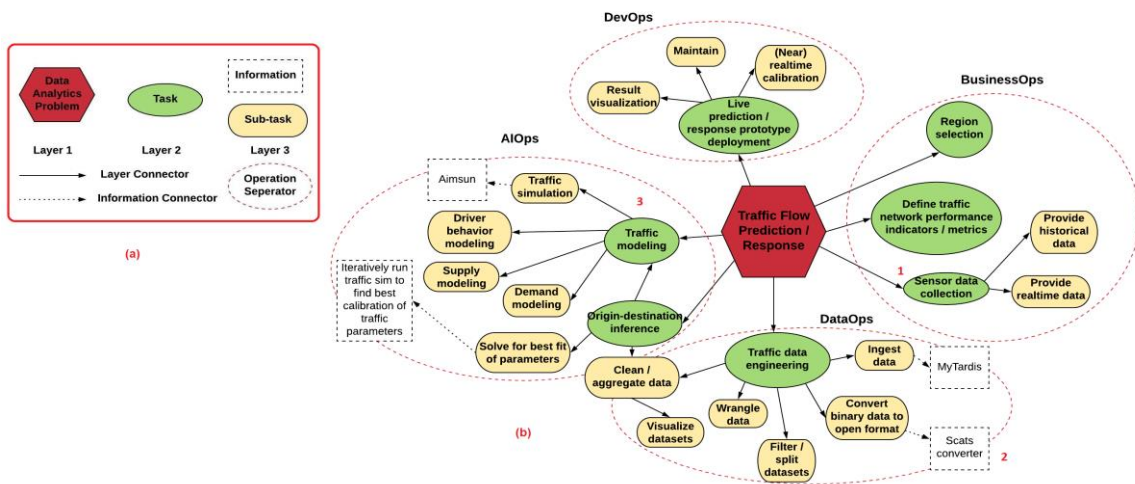 Data
Analytics
Problem
Task
Information
Sub-task
Layer 1
Layer 2
Layer 3
Layer Connector
Information Connector
Operation
Seperator
(a)
DevOps
Maintain
(Near)
realtime
calibration
Result
visualization
Live
prediction /
response prototype
deployment
BusinessOps
Region
selection
Define traffic
network performance
indicators / metrics
Provide
historical
data
1
Sensor data
collection
Provide
realtime data
AIOps
Aimsun
Traffic
simulation
3
Driver
behavior
modeling
Traffic
modeling
Traffic Flow
Prediction /
Response
Iteratively run
traffic sim to
find best
calibration of
traffic
parameters
Supply
modeling
Demand
modeling
Origin-destination
inference
Solve for best fit
of parameters
DataOps
Traffic data
engineering
Ingest
data
MyTardis
Clean /
aggregate data
Wrangle
data
Convert
binary data to
open format
Visualize
datasets
Filter /
split
datasets
Scats
converter
2
(b)